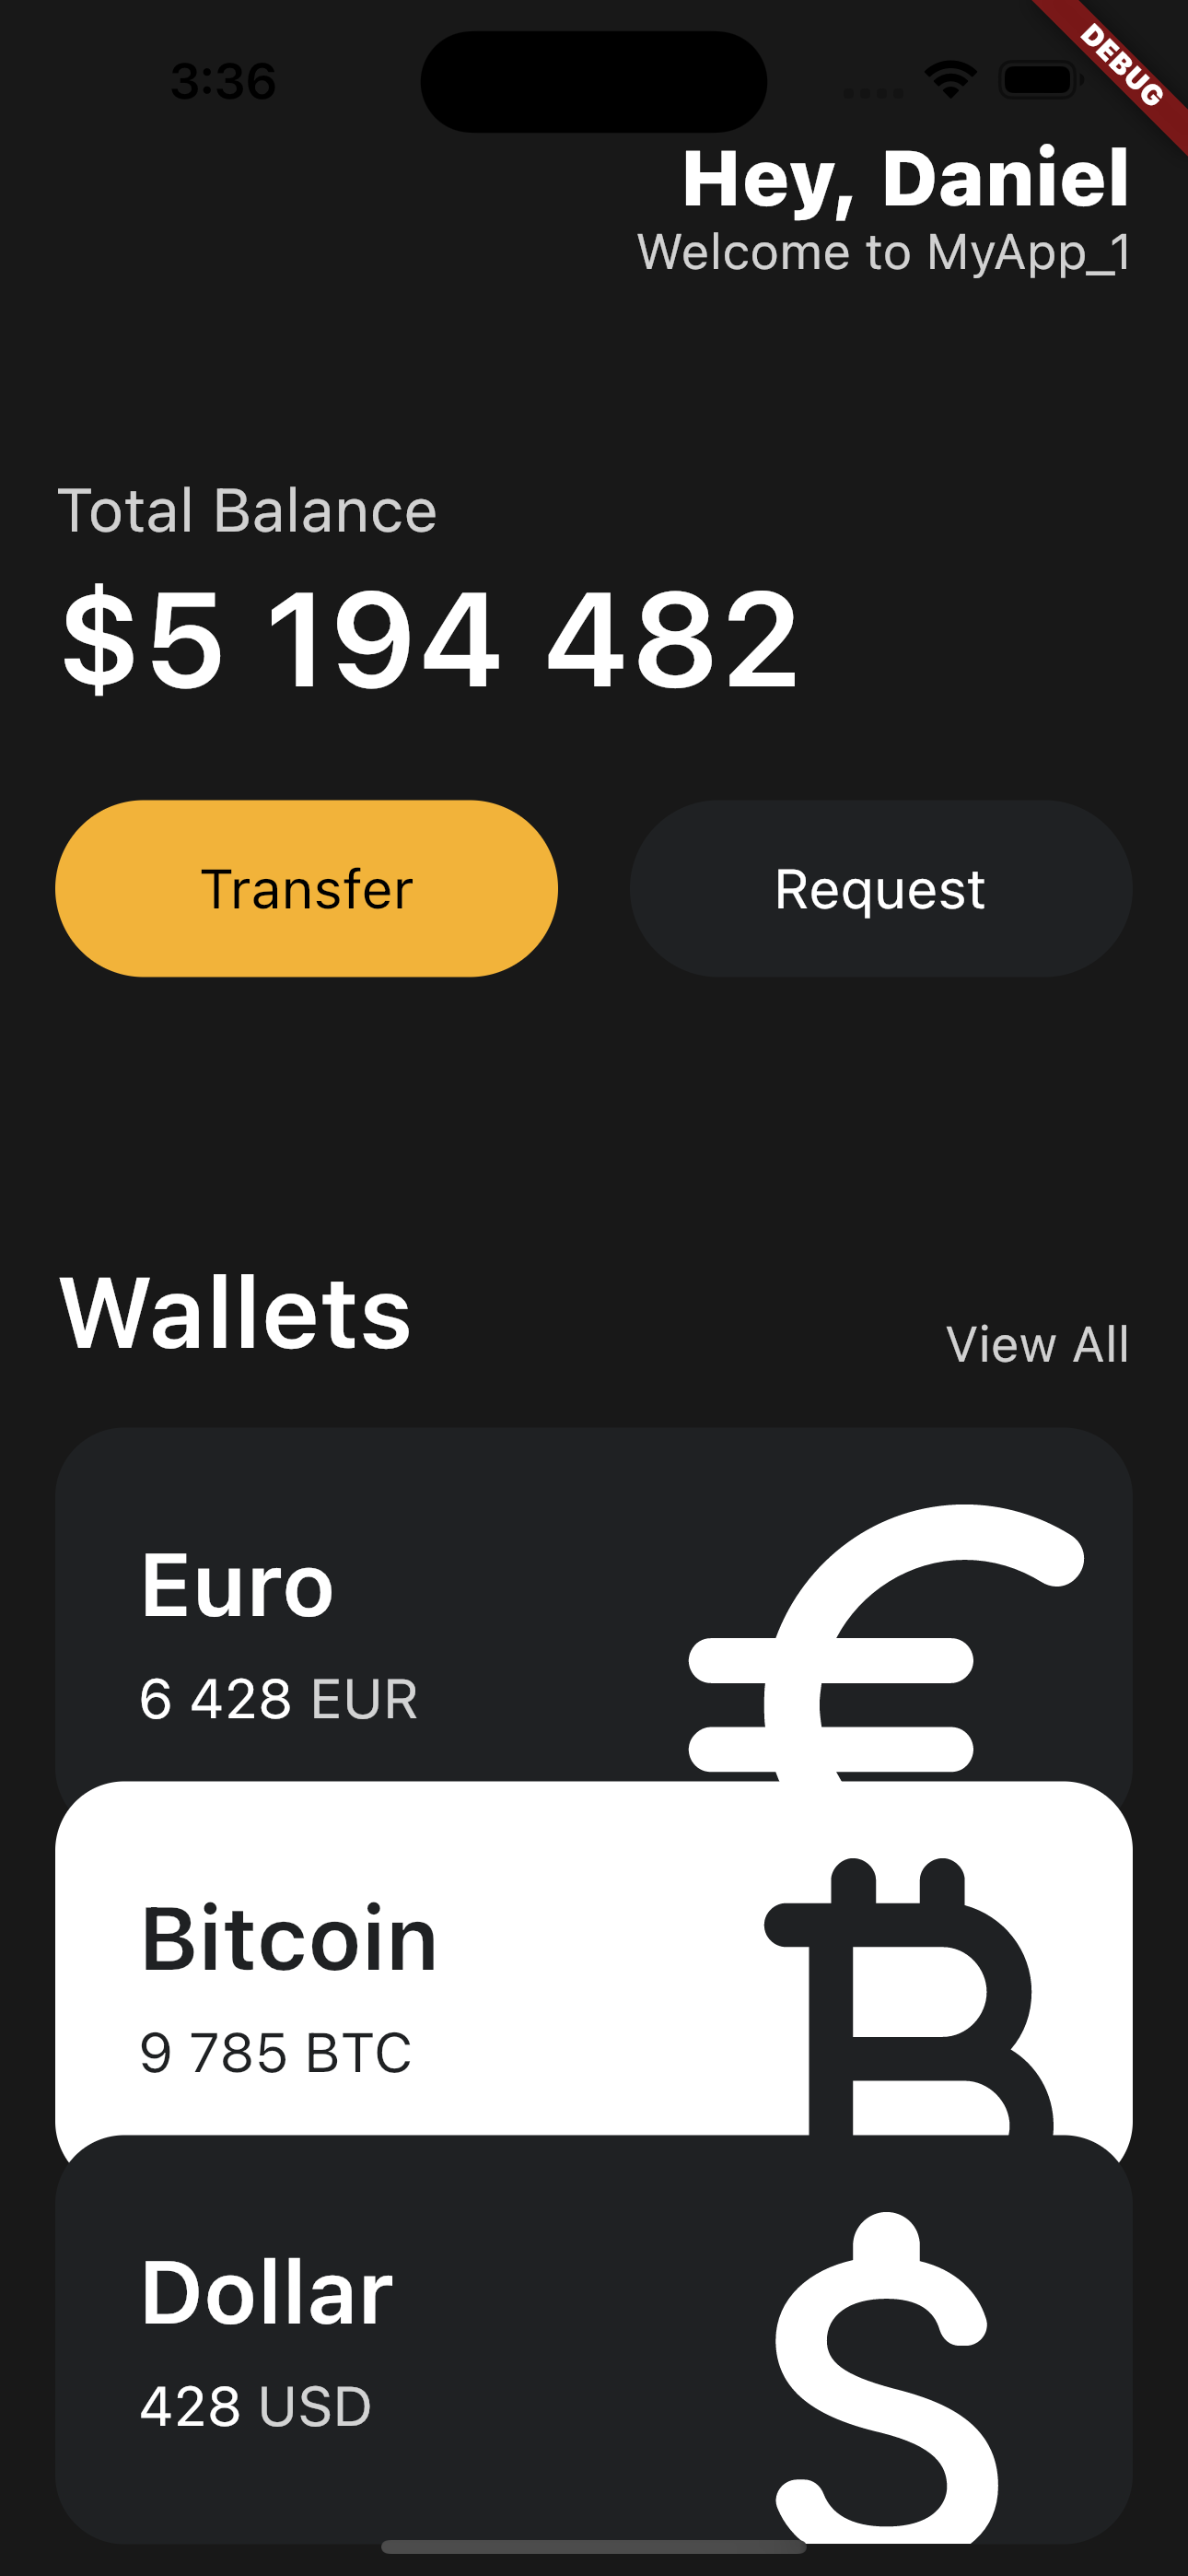 3:36
DEBUG
Hey, Daniel
Welcome to MyApp_1
Total Balance
$5 194 482
Transfer
Request
Wallets
View All
Euro
6 428 EUR
€
Bitcoin
9 785 BTC
₿
Dollar
428 USD
$